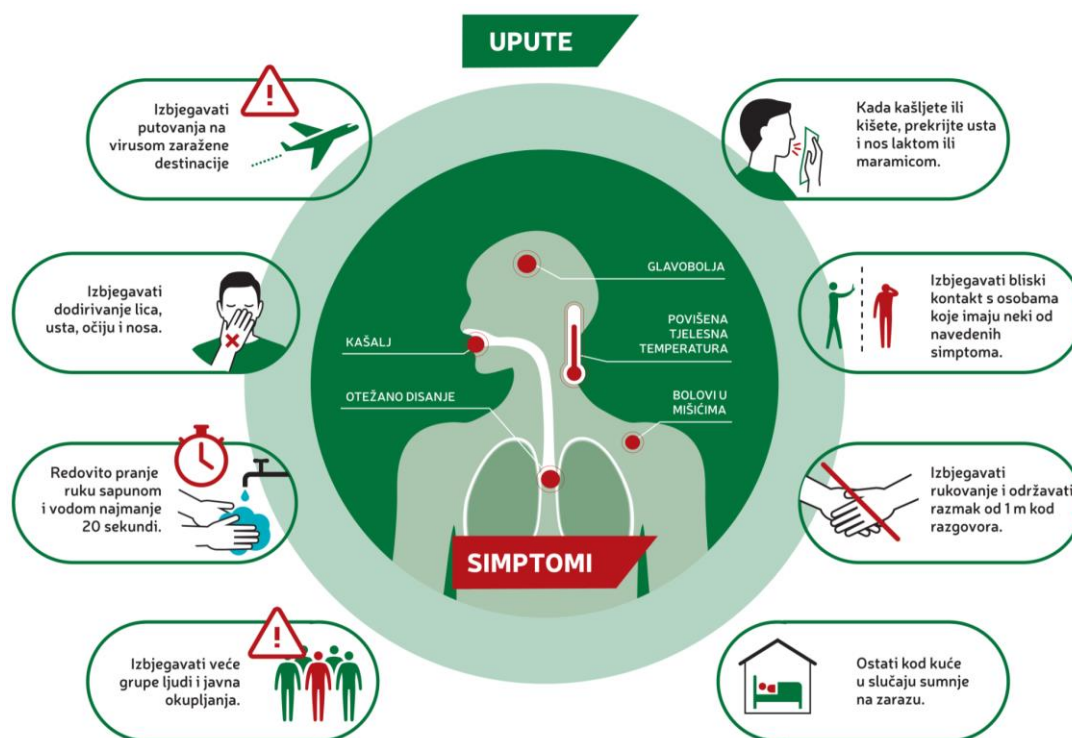 UPUTE
Izbjegavati
putovanja na
virusom zaražene
destinacije
Kada kašljete ili
kišete, prekrijte usta
i nos laktom ili
maramicom.
Izbjegavati
dodirivanje lica,
usta, očiju i nosa.
Izbjegavati bliski
kontakt s osobama
koje imaju neki od
navedenih
simptoma.
Redovito pranje
ruku sapunom
i vodom najmanje
20 sekundi.
Izbjegavati
rukovanje i održavati
razmak od 1 m kod
razgovora.
Izbjegavati veće
grupe ljudi i javna
okupljanja.
Ostati kod kuće
u slučaju sumnje
na zarazu.
GLAVOBOLJA
KAŠALJ
POVIŠENA
TJELESNA
TEMPERATURA
OTEŽANO DISANJE
BOLOVI U
MIŠIĆIMA
SIMPTOMI